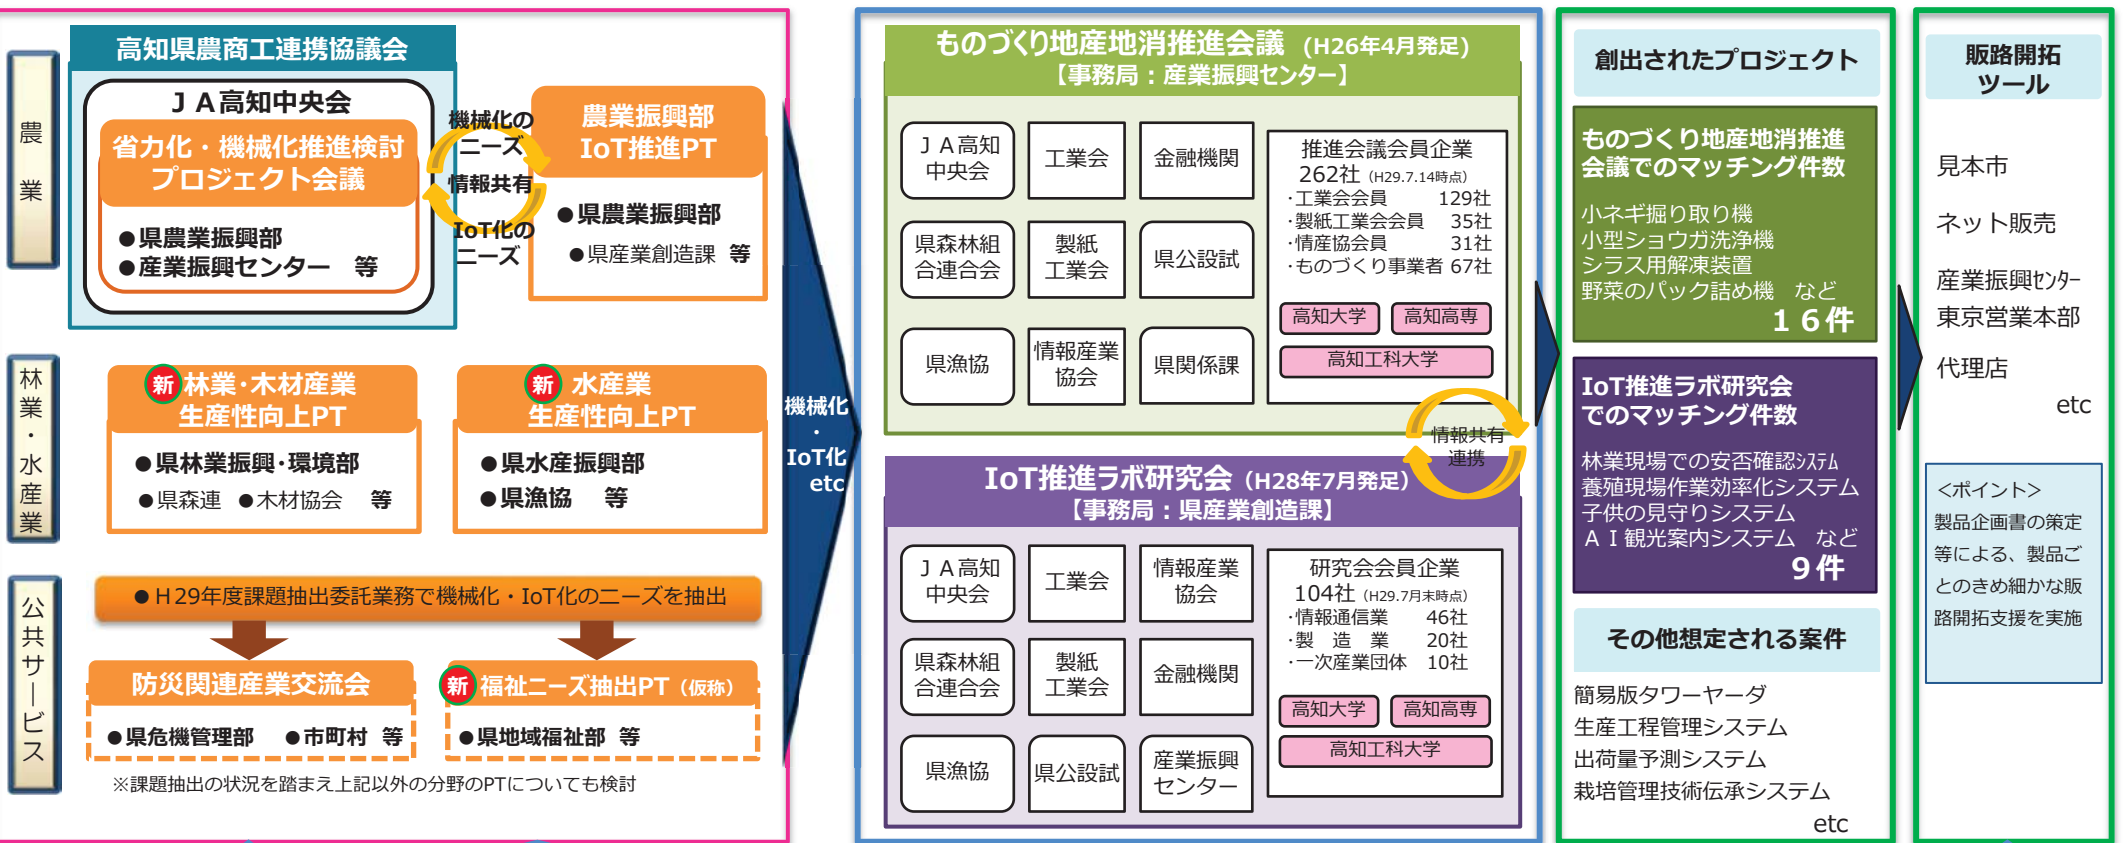 農業
高知県農商工連携協議会
ＪＡ高知中央会
省力化・機械化推進検討
プロジェクト会議
●県農業振興部
●産業振興センター 等
機械化の
ニーズ
情報共有
IoT化の
ニーズ
農業振興部
IoT推進PT
●県農業振興部
●県産業創造課 等
林業・水産業
新 林業･木材産業
生産性向上PT
●県林業振興･環境部
●県森連 ●木材協会 等
新 水産業
生産性向上PT
●県水産振興部
●県漁協 等
公共サービス
●Ｈ29年度課題抽出委託業務で機械化・IoT化のニーズを抽出
防災関連産業交流会
●県危機管理部 ●市町村 等
新 福祉ニーズ抽出PT（仮称）
●県地域福祉部 等
※課題抽出の状況を踏まえ上記以外の分野のPTについても検討
機械化
・
IoT化
etc
ものづくり地産地消推進会議 (H26年4月発足)
【事務局：産業振興センター】
ＪＡ高知
中央会
工業会
金融機関
県森林組
合連合会
製紙
工業会
県公設試
県漁協
情報産業
協会
県関係課
推進会議会員企業
262社（H29.7.14時点）
･工業会会員 129社
･製紙工業会会員 35社
･情産協会員 31社
･ものづくり事業者 67社
高知大学
高知高専
高知工科大学
情報共有
連携
IoT推進ラボ研究会（H28年7月発足）
【事務局：県産業創造課】
ＪＡ高知
中央会
工業会
情報産業
協会
県森林組
合連合会
製紙
工業会
金融機関
県漁協
県公設試
産業振興
センター
研究会会員企業
104社（H29.7月末時点）
･情報通信業 46社
･製　造　業 20社
･一次産業団体 10社
高知大学
高知高専
高知工科大学
創出されたプロジェクト
ものづくり地産地消推進
会議でのマッチング件数
小ネギ掘り取り機
小型ショウガ洗浄機
シラス用解凍装置
野菜のパック詰め機　など
１６件
IoT推進ラボ研究会
でのマッチング件数
林業現場での安否確認ｼｽﾃﾑ
養殖現場作業効率化システム
子供の見守りシステム
ＡＩ観光案内システム　など
９件
その他想定される案件
簡易版タワーヤーダ
生産工程管理システム
出荷量予測システム
栽培管理技術伝承システム
etc
販路開拓
ツール
見本市
ネット販売
産業振興ｾﾝﾀｰ
東京営業本部
代理店
etc
＜ポイント＞
製品企画書の策定
等による、製品ご
とのきめ細かな販
路開拓支援を実施